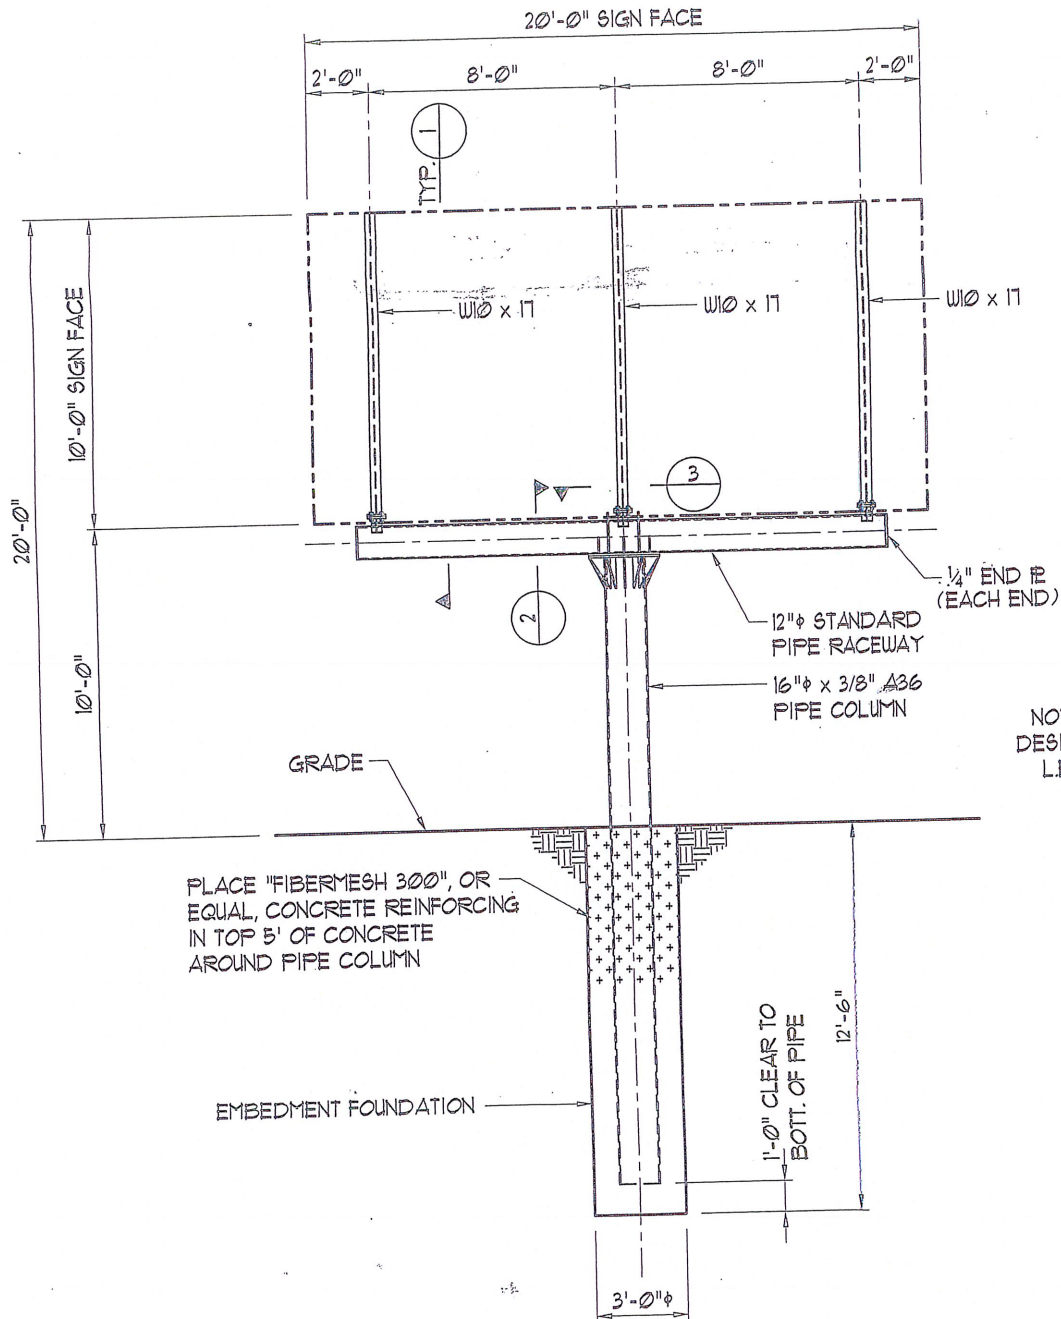 20'-0" SIGN FACE
2'-0"
8'-0"
8'-0"
2'-0"
TYP.
1
10'-0" SIGN FACE
20'-0"
W10 x 17
W10 x 17
W10 x 17
3
2
10'-0"
1/4" END PL
(EACH END)
12"φ STANDARD
PIPE RACEWAY
16"φ x 3/8" A36
PIPE COLUMN
NO
DESI
GRADE
PLACE "FIBERMESH 300", OR
EQUAL, CONCRETE REINFORCING
IN TOP 5' OF CONCRETE
AROUND PIPE COLUMN
1'-0" CLEAR TO
BOTT. OF PIPE
12'-6"
EMBEDMENT FOUNDATION
3'-0"φ